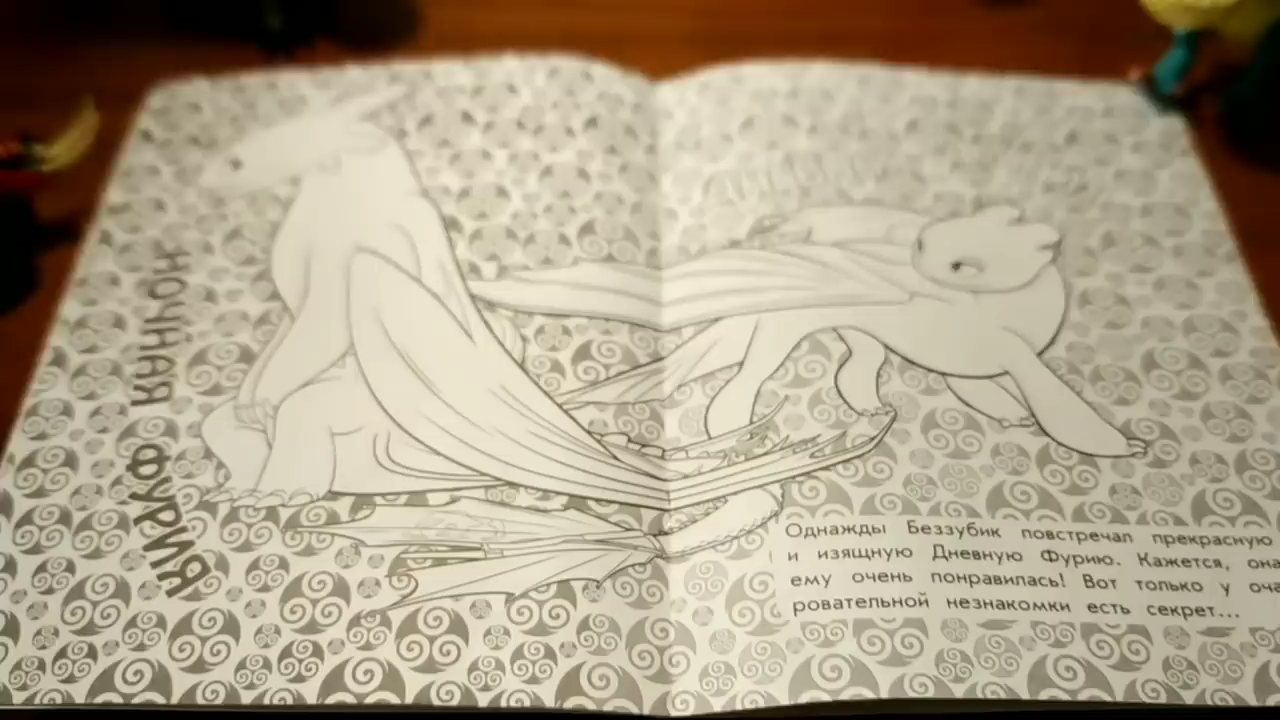 НОЧНАЯ ФУРИЯ
Однажды Беззубик повстречал прекрасную
и изящную Дневную Фурию. Кажется, она
ему очень понравилась! Вот только у оча-
ровательной незнакомки есть секрет...